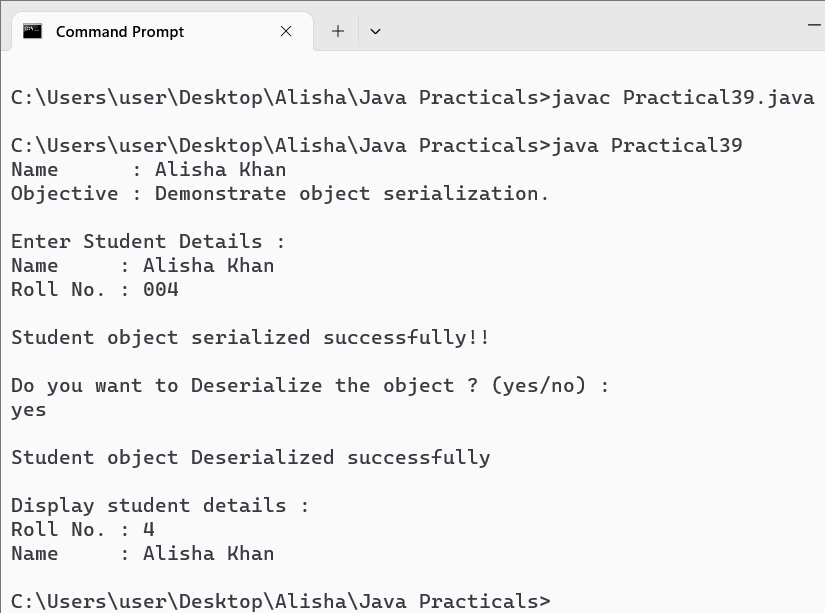 Command Prompt
C:\Users\user\Desktop\Alisha\Java Practicals>javac Practical39.java
C:\Users\user\Desktop\Alisha\Java Practicals>java Practical39
Name      : Alisha Khan
Objective : Demonstrate object serialization.
Enter Student Details :
Name     : Alisha Khan
Roll No. : 004
Student object serialized successfully!!
Do you want to Deserialize the object ? (yes/no) :
yes
Student object Deserialized successfully
Display student details :
Roll No. : 4
Name     : Alisha Khan
C:\Users\user\Desktop\Alisha\Java Practicals>